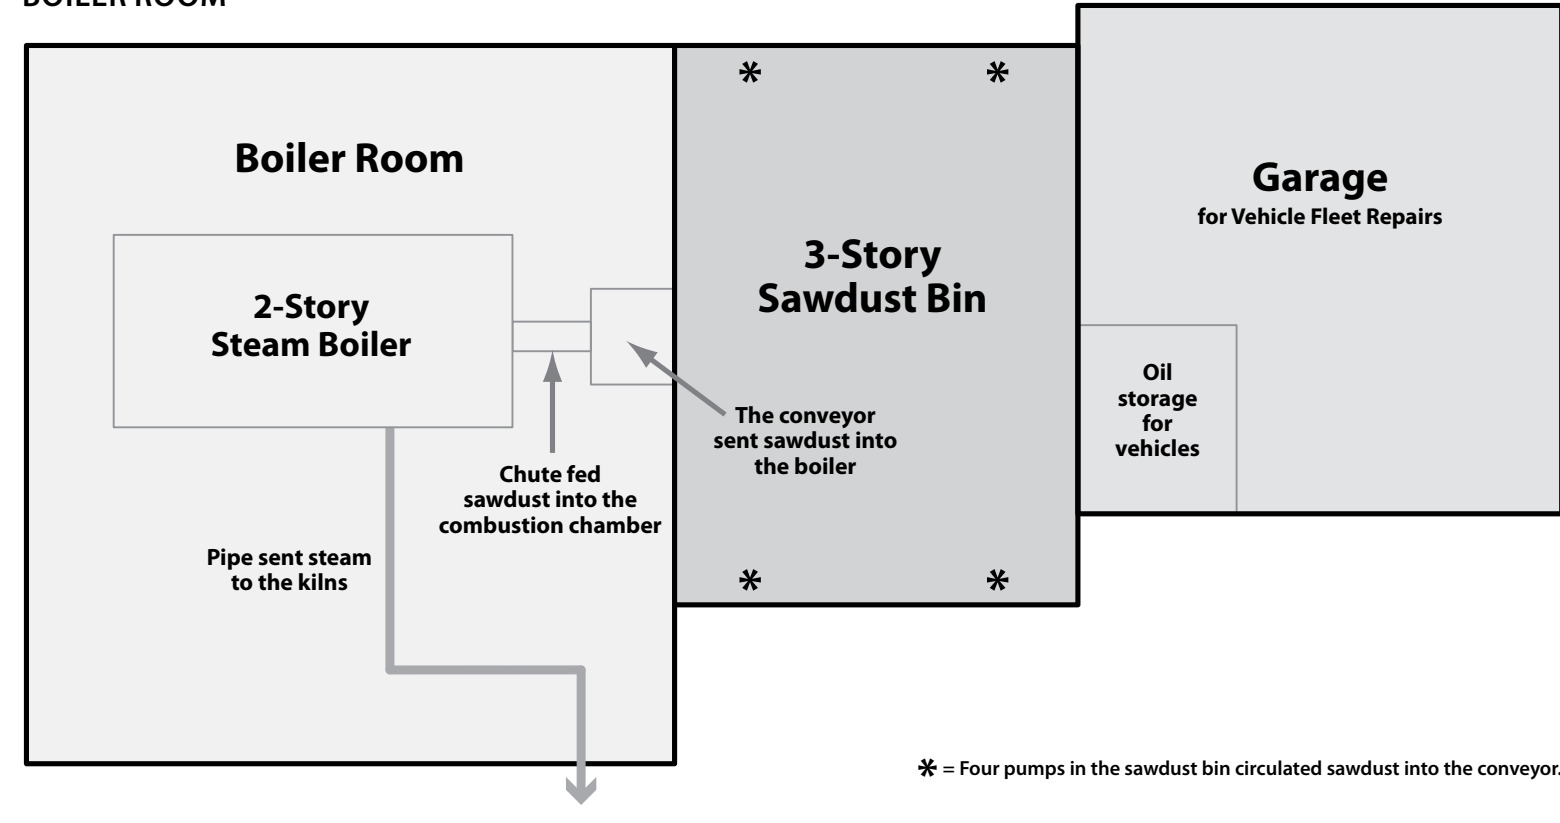 BOILER ROOM
Boiler Room
2-Story
Steam Boiler
Chute fed
sawdust into the
combustion chamber
Pipe sent steam
to the kilns
*
*
3-Story
Sawdust Bin
The conveyor
sent sawdust into
the boiler
*
*
Garage
for Vehicle Fleet Repairs
Oil
storage
for
vehicles
* = Four pumps in the sawdust bin circulated sawdust into the conveyor.